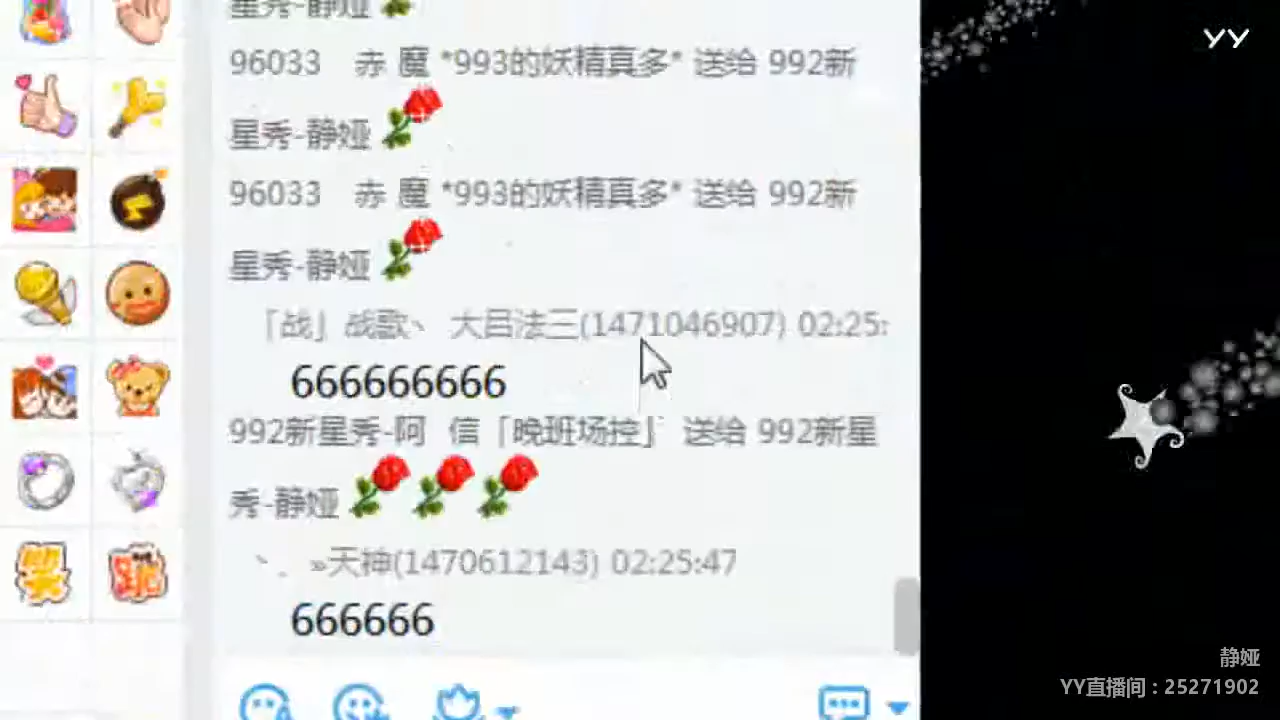 星秀-静娅
96033 赤 魔 *993的妖精真多* 送给 992新
星秀-静娅
96033 赤 魔 *993的妖精真多* 送给 992新
星秀-静娅
「战」战歌丶 大吕法三(1471046907) 02:25:
666666666
992新星秀-阿 信「晚班场控」 送给 992新星
秀-静娅
丶 。»天神(1470612143) 02:25:47
666666
YY
静娅
YY直播间 : 25271902